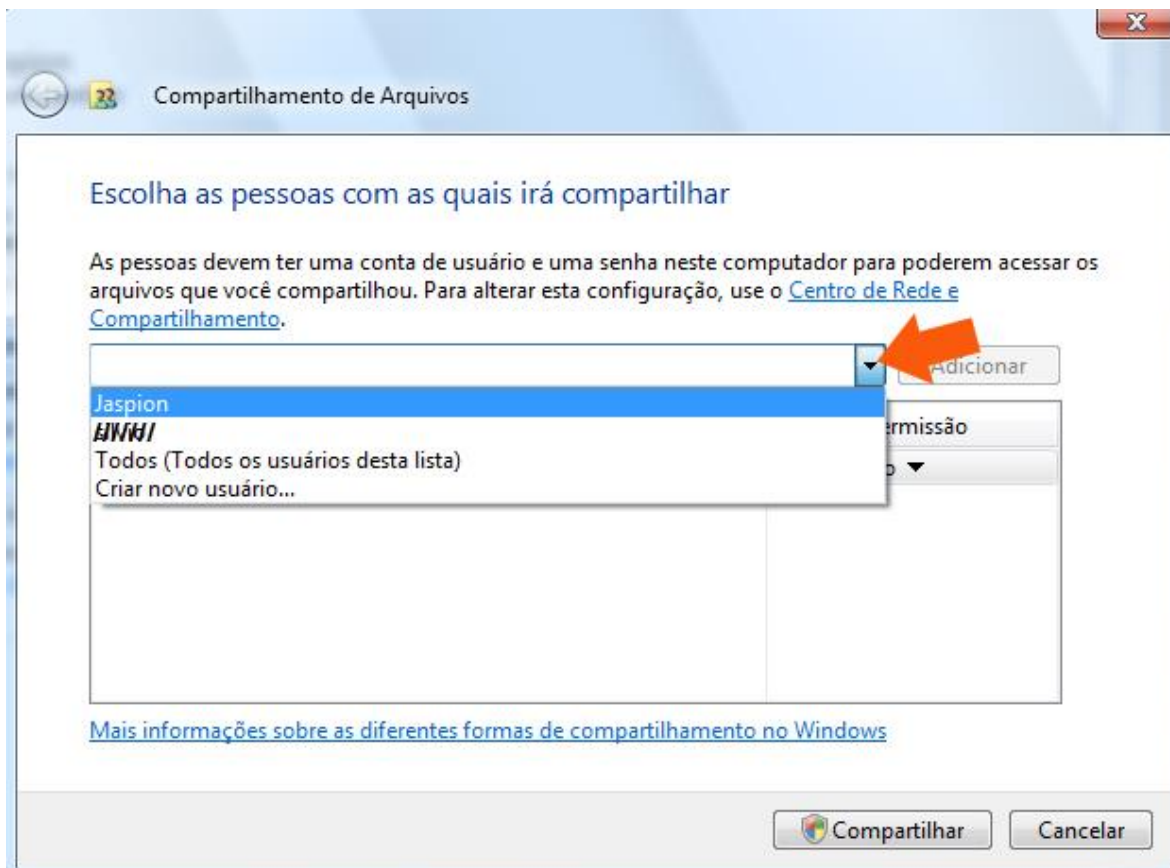 Compartilhamento de Arquivos
Escolha as pessoas com as quais irá compartilhar
As pessoas devem ter uma conta de usuário e uma senha neste computador para poderem acessar os
arquivos que você compartilhou. Para alterar esta configuração, use o Centro de Rede e
Compartilhamento.
Adicionar
Jaspion
ermissão
Todos (Todos os usuários desta lista)
o
Criar novo usuário...
Mais informações sobre as diferentes formas de compartilhamento no Windows
Compartilhar Cancelar